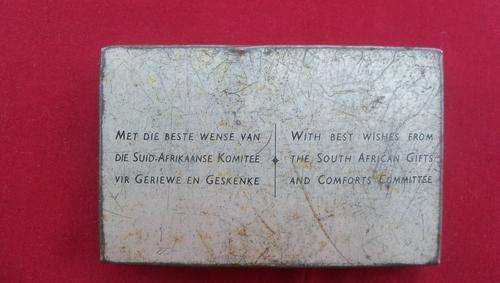 MET DIE BESTE WENSE VAN
DIE SUID-AFRIKAANSE KOMITEE
VIR GERIEWE EN GESKENKE
WITH BEST WISHES FROM
THE SOUTH AFRICAN GIFTS
AND COMFORTS COMMITTEE